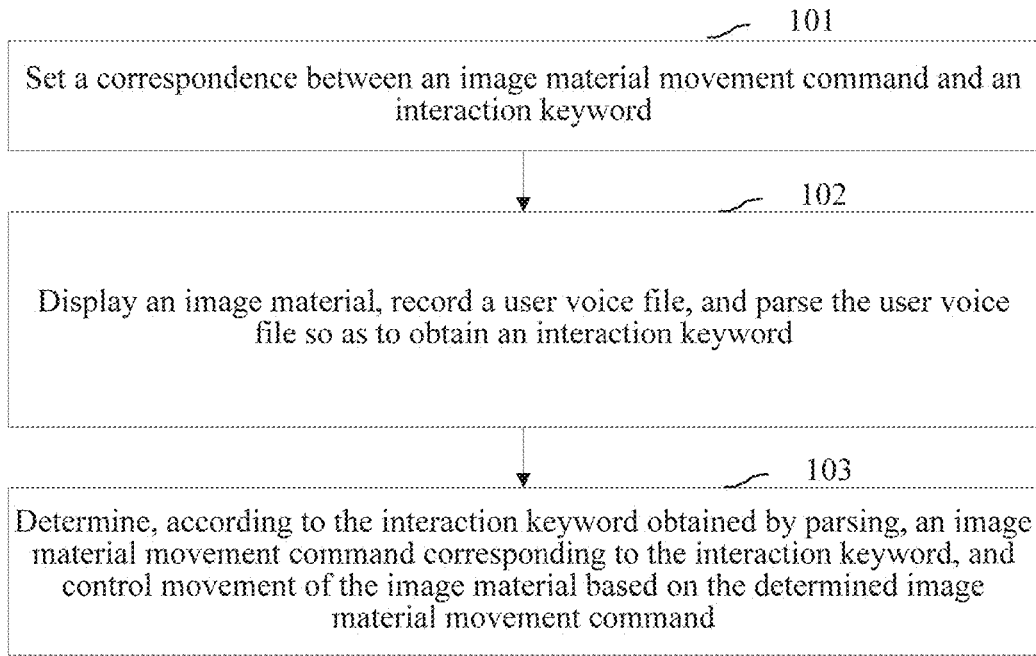 101
Set a correspondence between an image material movement command and an
interaction keyword
102
Display an image material, record a user voice file, and parse the user voice
file so as to obtain an interaction keyword
103
Determine, according to the interaction keyword obtained by parsing, an image
material movement command corresponding to the interaction keyword, and
control movement of the image material based on the determined image
material movement command